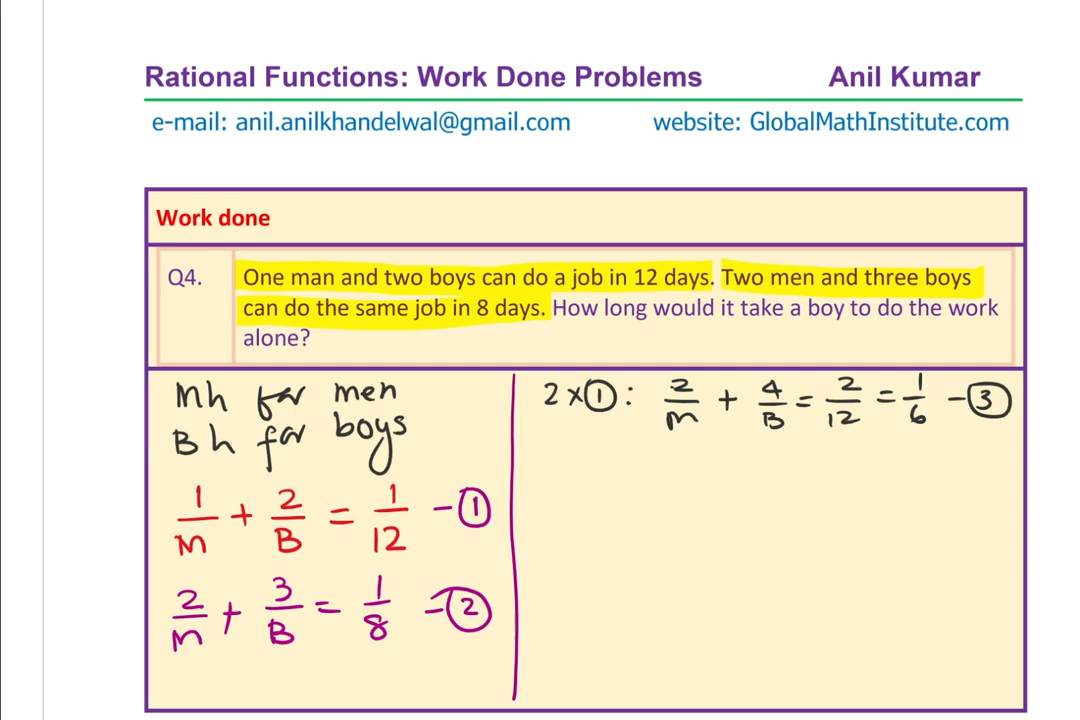 Rational Functions: Work Done Problems Anil Kumar
e-mail: anil.anilkhandelwal@gmail.com website: GlobalMathInstitute.com
Work done
Q4. One man and two boys can do a job in 12 days. Two men and three boys
can do the same job in 8 days. How long would it take a boy to do the work
alone?
Mh for men
Bh for boys
1/M + 2/B = 1/12 - ①
2/M + 3/B = 1/8 - ②
2 × ① : 2/M + 4/B = 2/12 = 1/6 - ③